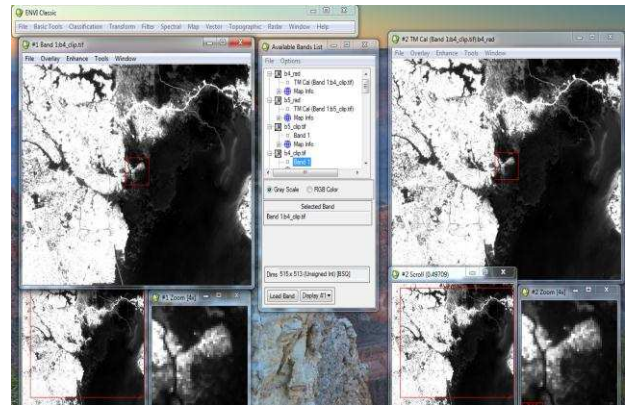 ENVI Classic
File Basic Tools Classification Transform Filter Spectral Map Vector Topographic Radar Window Help
#1 Band 1:b4_clip.tif
File Overlay Enhance Tools Window
Available Bands List
File Options
b4_rad
TM Cal (Band 1:b4_clip.tif)
Map Info
b5_rad
TM Cal (Band 1:b5_clip.tif)
Map Info
b5_clip.tif
Band 1
Map Info
b4_clip.tif
Band 1
Gray Scale RGB Color
Selected Band
Band 1:b4_clip.tif
Dims 515 x 513 (Unsigned Int) [BSQ]
Load Band Display #1
#2 TM Cal (Band 1:b4_clip.tif):b4_rad
File Overlay Enhance Tools Window
#1 Zoom [4x]
#2 Scroll (0.49709)
#2 Zoom [4x]